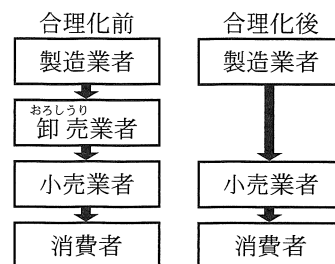 合理化前
製造業者
おろしうり
卸売業者
小売業者
消費者
合理化後
製造業者
小売業者
消費者